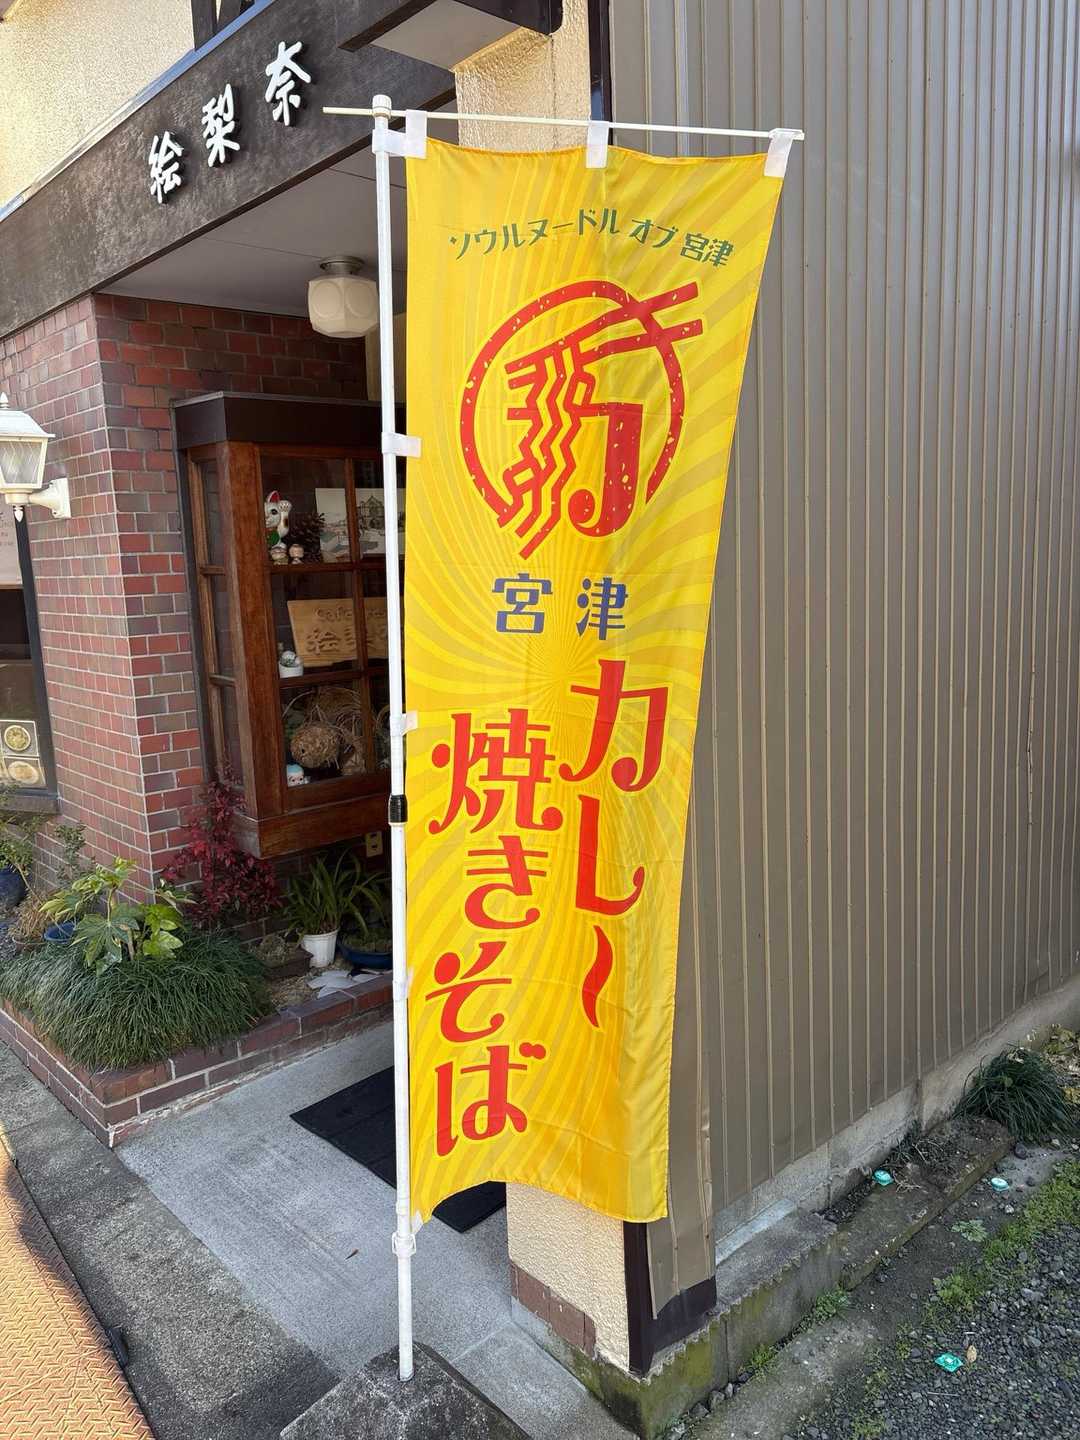 絵梨奈
ソウルヌードル オブ 宮津
宮津
カレー
焼きそば
Cafe